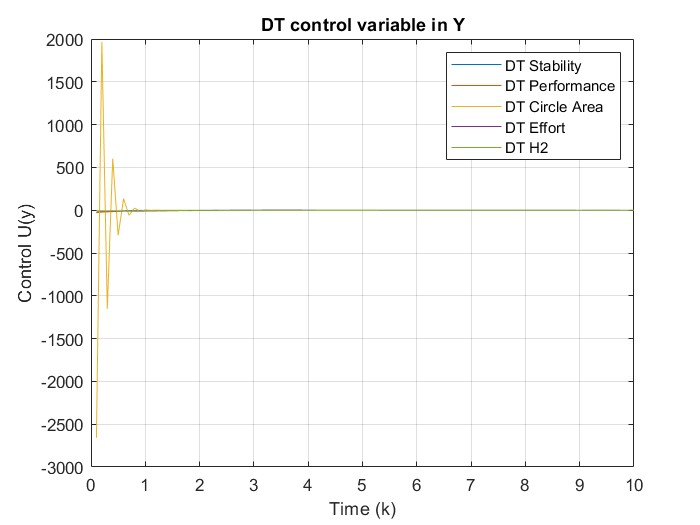 DT control variable in Y
2000
1500
1000
500
0
-500
-1000
-1500
-2000
-2500
-3000
Control U(y)
DT Stability
DT Performance
DT Circle Area
DT Effort
DT H2
0 1 2 3 4 5 6 7 8 9 10
Time (k)